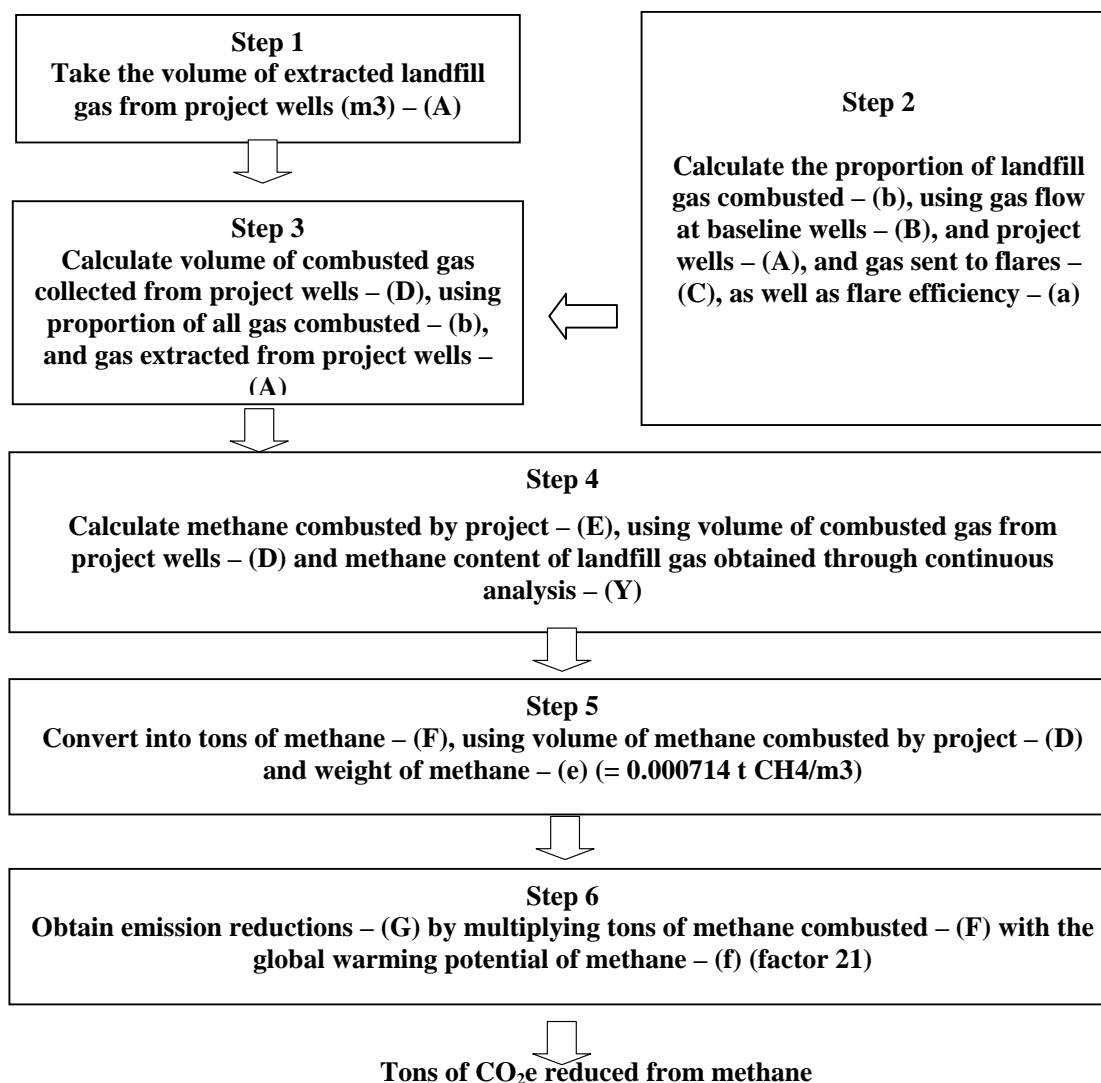 Step 1
Take the volume of extracted landfill
gas from project wells (m3) – (A)
Step 2
Calculate the proportion of landfill
gas combusted – (b), using gas flow
at baseline wells – (B), and project
wells – (A), and gas sent to flares –
(C), as well as flare efficiency – (a)
Step 3
Calculate volume of combusted gas
collected from project wells – (D), using
proportion of all gas combusted – (b),
and gas extracted from project wells –
(A)
Step 4
Calculate methane combusted by project – (E), using volume of combusted gas from
project wells – (D) and methane content of landfill gas obtained through continuous
analysis – (Y)
Step 5
Convert into tons of methane – (F), using volume of methane combusted by project – (D)
and weight of methane – (e) (= 0.000714 t CH4/m3)
Step 6
Obtain emission reductions – (G) by multiplying tons of methane combusted – (F) with the
global warming potential of methane – (f) (factor 21)
Tons of CO₂e reduced from methane